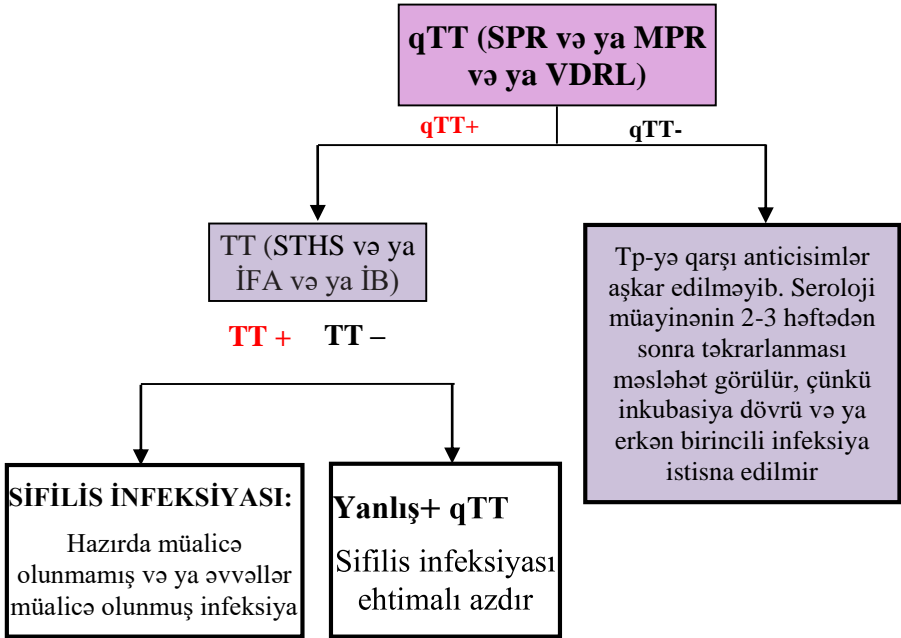 qTT (SPR və ya MPR
və ya VDRL)
qTT+
qTT-
TT (STHS və ya
İFA və ya İB)
TT +
TT –
Tp-yə qarşı anticisimlər
aşkar edilməyib. Seroloji
müayinənin 2-3 həftədən
sonra təkrarlanması
məsləhət görülür, çünkü
inkubasiya dövrü və ya
erkən birincili infeksiya
istisna edilmir
SİFİLİS İNFEKSİYASI:
Hazırda müalicə
olunmamış və ya əvvəllər
müalicə olunmuş infeksiya
Yanlış+ qTT
Sifilis infeksiyası
ehtimalı azdır